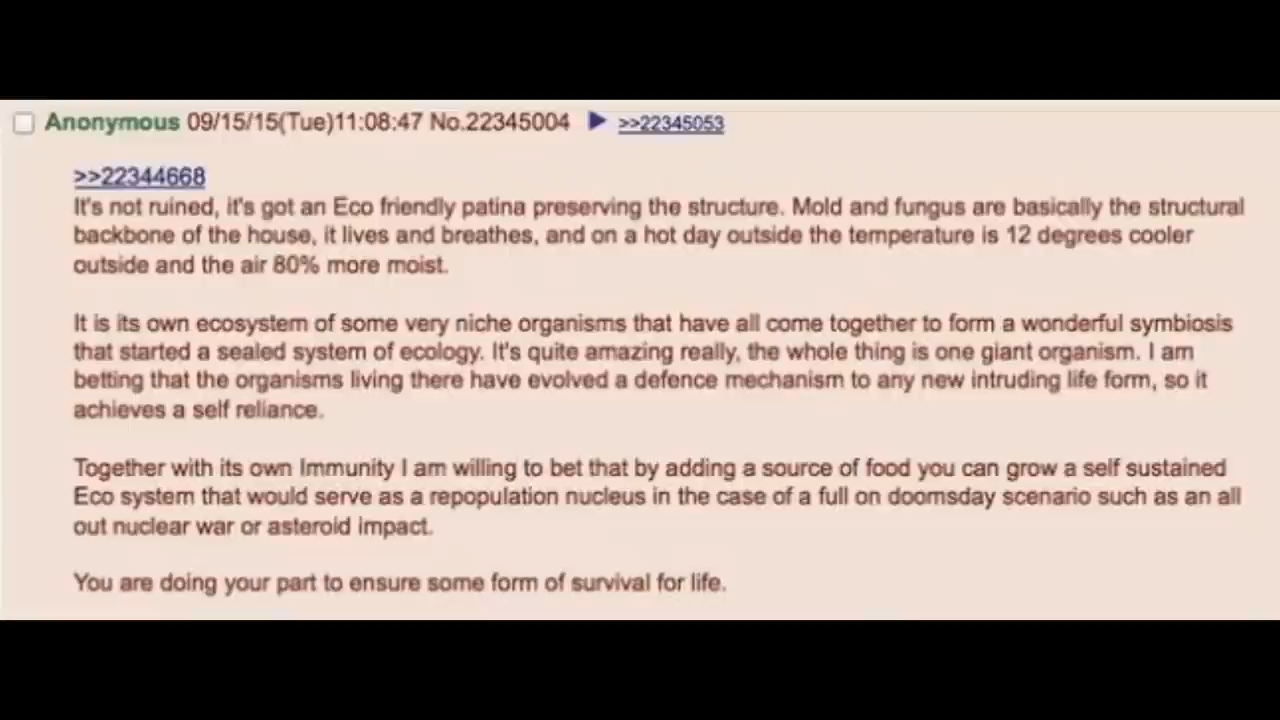 Anonymous 09/15/15(Tue)11:08:47 No.22345004 ▶ >>22345053
>>22344668
It's not ruined, it's got an Eco friendly patina preserving the structure. Mold and fungus are basically the structural
backbone of the house, it lives and breathes, and on a hot day outside the temperature is 12 degrees cooler
outside and the air 80% more moist.
It is its own ecosystem of some very niche organisms that have all come together to form a wonderful symbiosis
that started a sealed system of ecology. It's quite amazing really, the whole thing is one giant organism. I am
betting that the organisms living there have evolved a defence mechanism to any new intruding life form, so it
achieves a self reliance.
Together with its own Immunity I am willing to bet that by adding a source of food you can grow a self sustained
Eco system that would serve as a repopulation nucleus in the case of a full on doomsday scenario such as an all
out nuclear war or asteroid impact.
You are doing your part to ensure some form of survival for life.